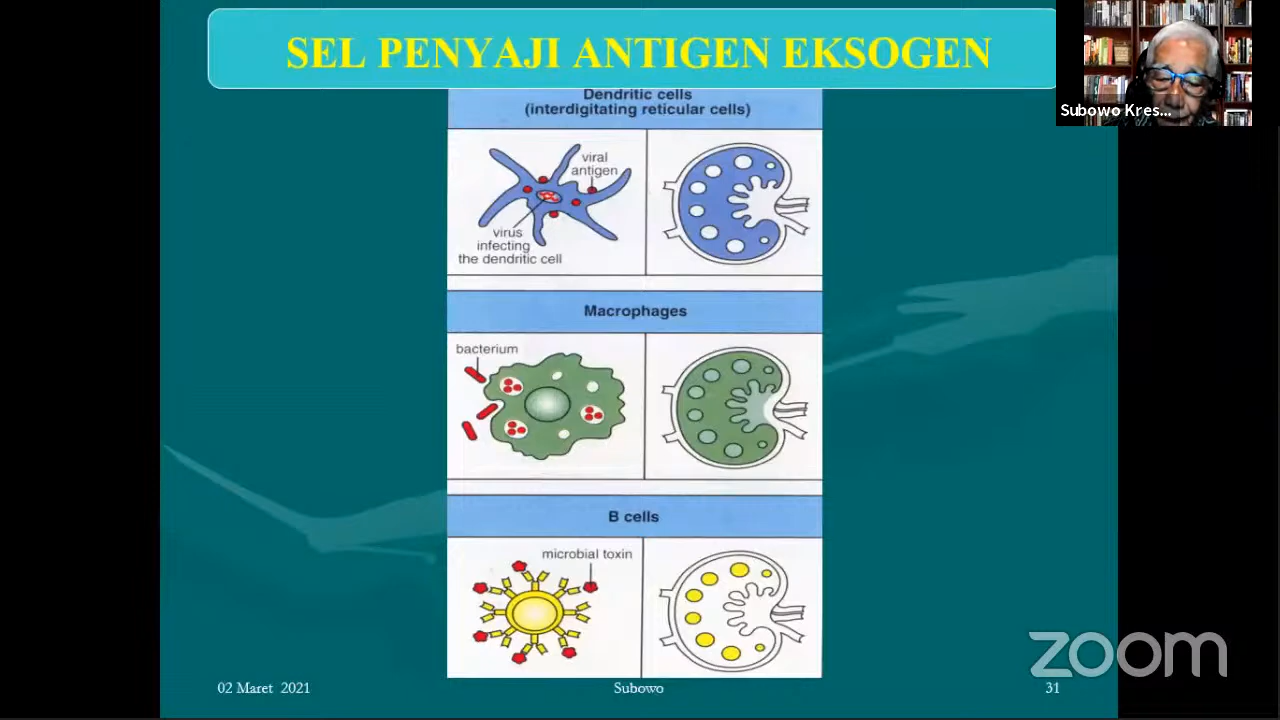 SEL PENYAJI ANTIGEN EKSOGEN
Subowo Kres...
Dendritic cells
(interdigitating reticular cells)
viral
antigen
virus
infecting
the dendritic cell
Macrophages
bacterium
B cells
microbial toxin
02 Maret 2021
Subowo
31
zoom